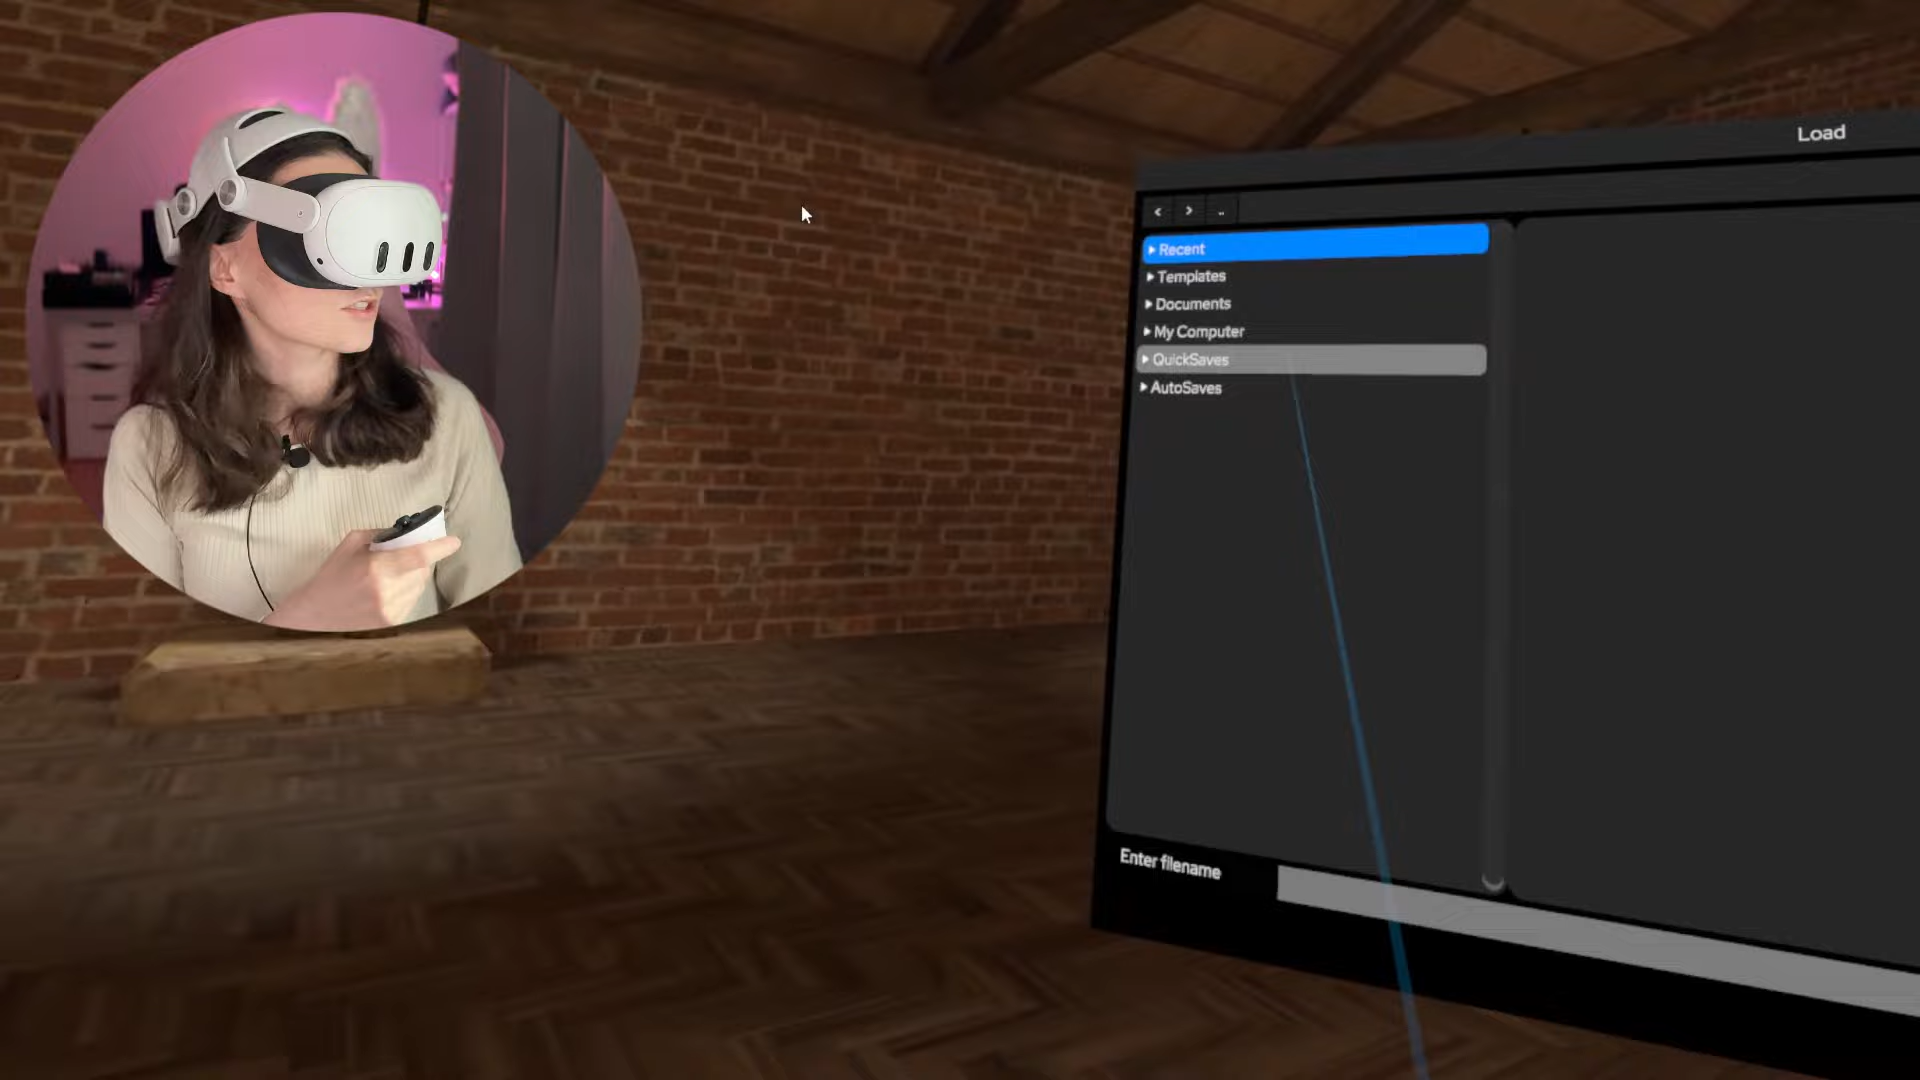 Load
< > ..
Recent
Templates
Documents
My Computer
QuickSaves
AutoSaves
Enter filename